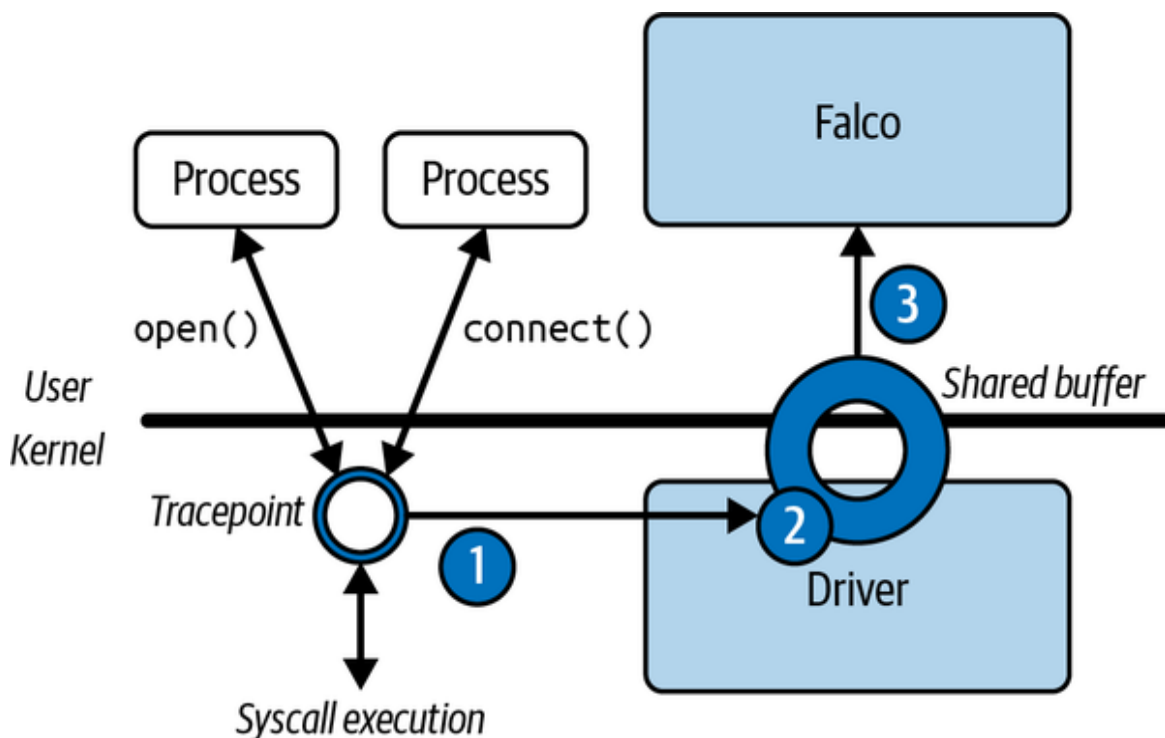 Falco
Process
Process
open()
connect()
3
User
Shared buffer
Kernel
Tracepoint
2
1
Driver
Syscall execution